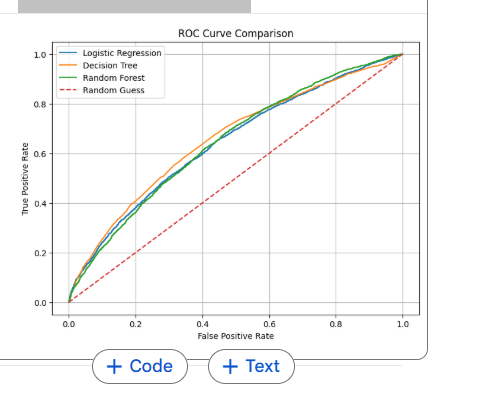 ROC Curve Comparison
1.0
0.8
0.6
0.4
0.2
0.0
True Positive Rate
Logistic Regression
Decision Tree
Random Forest
Random Guess
0.0 0.2 0.4 0.6 0.8 1.0
False Positive Rate
+ Code + Text